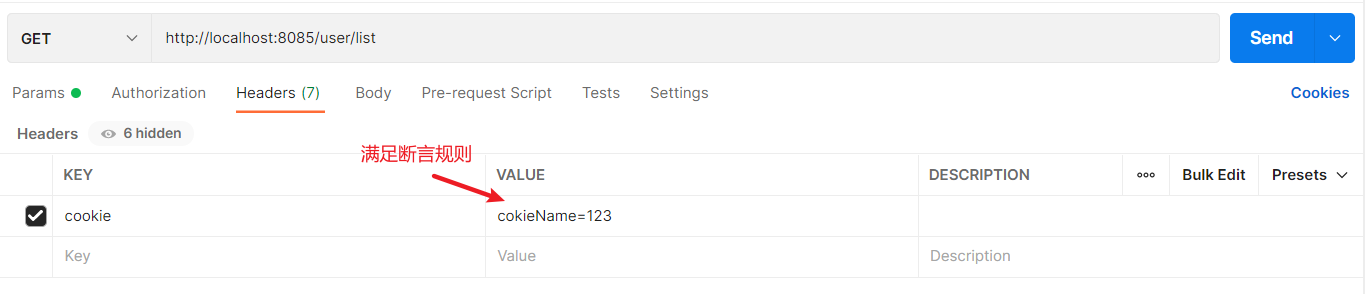 GET http://localhost:8085/user/list Send
Params Authorization Headers (7) Body Pre-request Script Tests Settings Cookies
Headers 6 hidden
满足断言规则
KEY VALUE DESCRIPTION ooo Bulk Edit Presets
cookie cokieName=123
Key Value Description